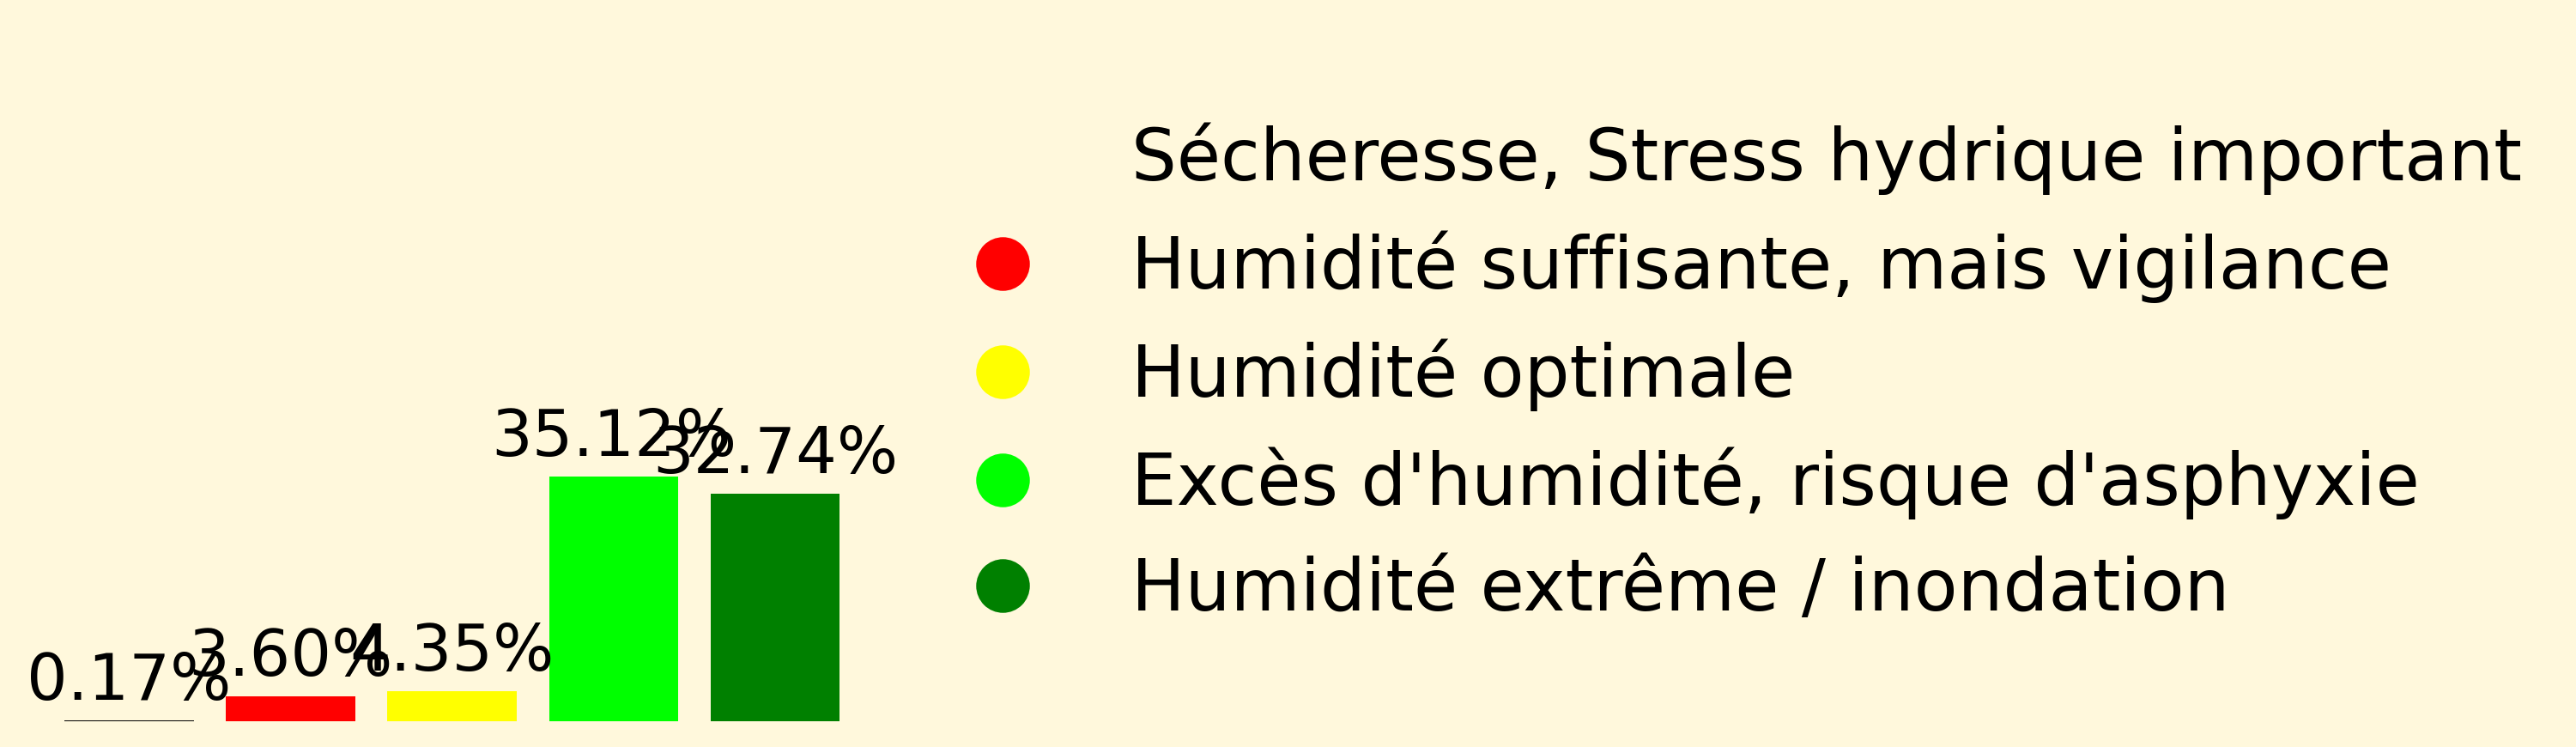 Sécheresse, Stress hydrique important
Humidité suffisante, mais vigilance
Humidité optimale
Excès d'humidité, risque d'asphyxie
Humidité extrême / inondation
0.17%
3.60%
4.35%
35.12%
32.74%